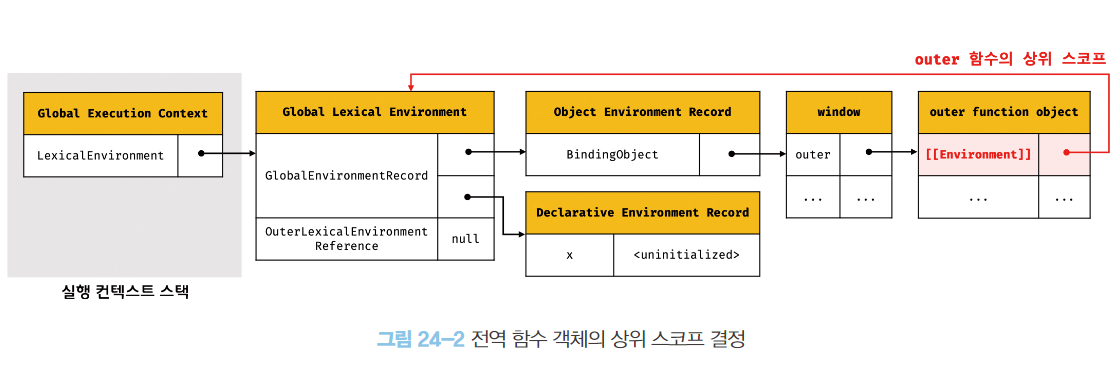 outer 함수의 상위 스코프
Global Execution Context
LexicalEnvironment
실행 컨텍스트 스택
Global Lexical Environment
GlobalEnvironmentRecord
OuterLexicalEnvironment
Reference
null
Object Environment Record
BindingObject
Declarative Environment Record
x
<uninitialized>
window
outer
...
...
outer function object
[[Environment]]
...
...
그림 24-2 전역 함수 객체의 상위 스코프 결정